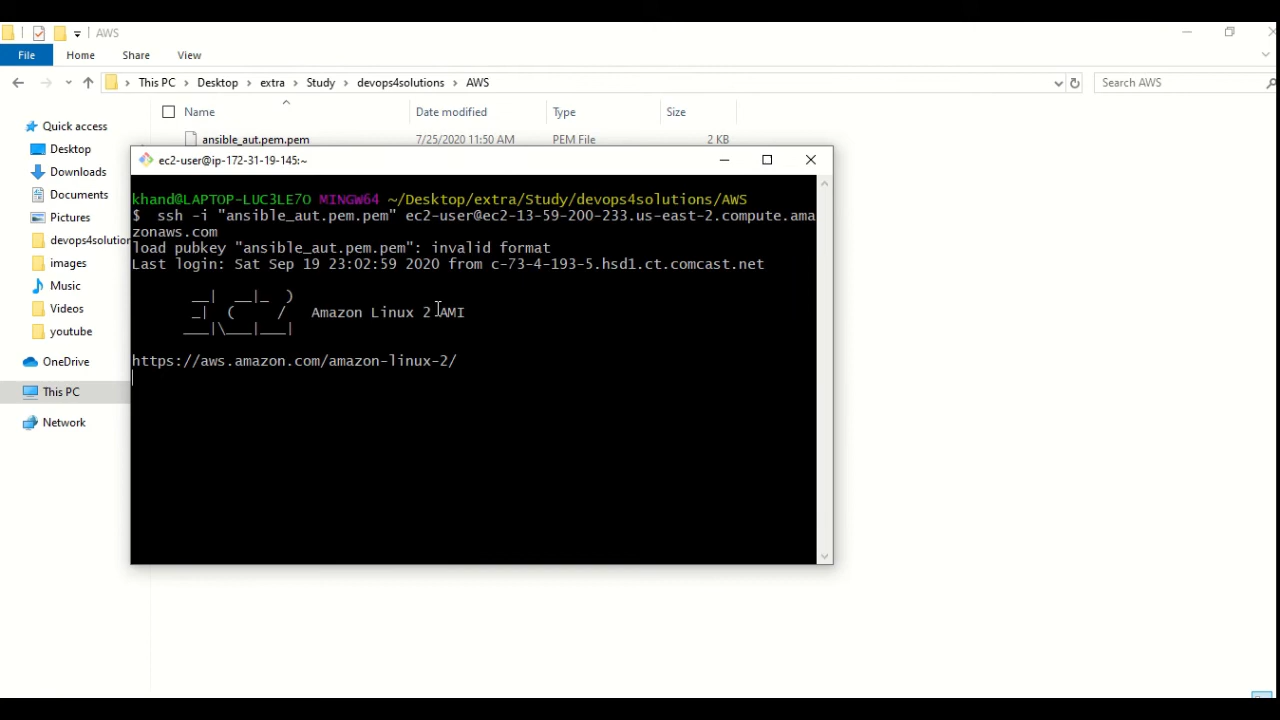 AWS
File Home Share View
This PC Desktop extra Study devops4solutions AWS Search AWS
Name Date modified Type Size
Quick access
ansible_aut.pem.pem 7/25/2020 11:50 AM PEM File 2 KB
Desktop
Downloads
Documents
Pictures
devops4solution
images
Music
Videos
youtube
OneDrive
This PC
Network
ec2-user@ip-172-31-19-145:~
khand@LAPTOP-LUC3LE7O MINGW64 ~/Desktop/extra/Study/devops4solutions/AWS
$ ssh -i "ansible_aut.pem.pem" ec2-user@ec2-13-59-200-233.us-east-2.compute.ama
zonaws.com
load pubkey "ansible_aut.pem.pem": invalid format
Last login: Sat Sep 19 23:02:59 2020 from c-73-4-193-5.hsd1.ct.comcast.net
__| __|_ )
_| ( / Amazon Linux 2 AMI
___|\___|___|
https://aws.amazon.com/amazon-linux-2/